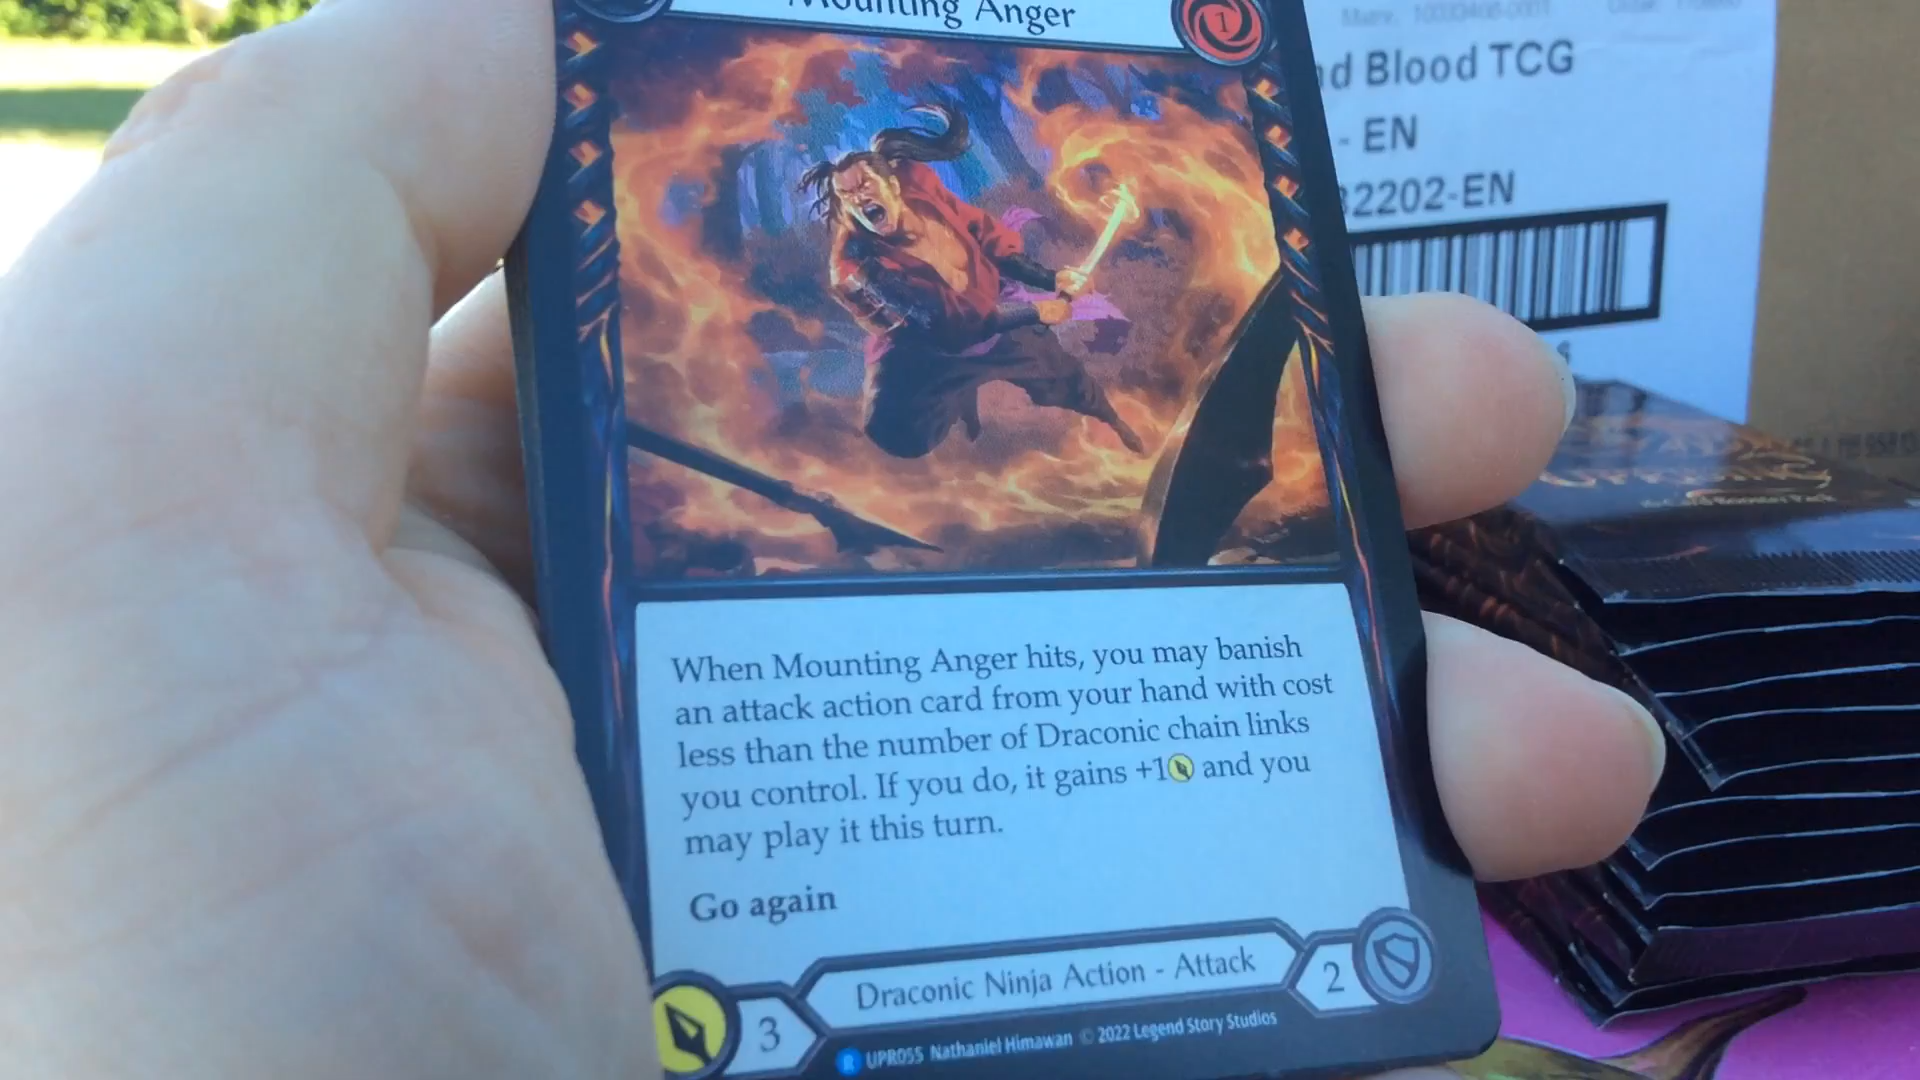 Mounting Anger
1
When Mounting Anger hits, you may banish
an attack action card from your hand with cost
less than the number of Draconic chain links
you control. If you do, it gains +1 and you
may play it this turn.
Go again
3
Draconic Ninja Action - Attack
2
R UPR055 Nathaniel Himawan © 2022 Legend Story Studios
d Blood TCG
- EN
2202-EN
UPRISING
Booster Pack